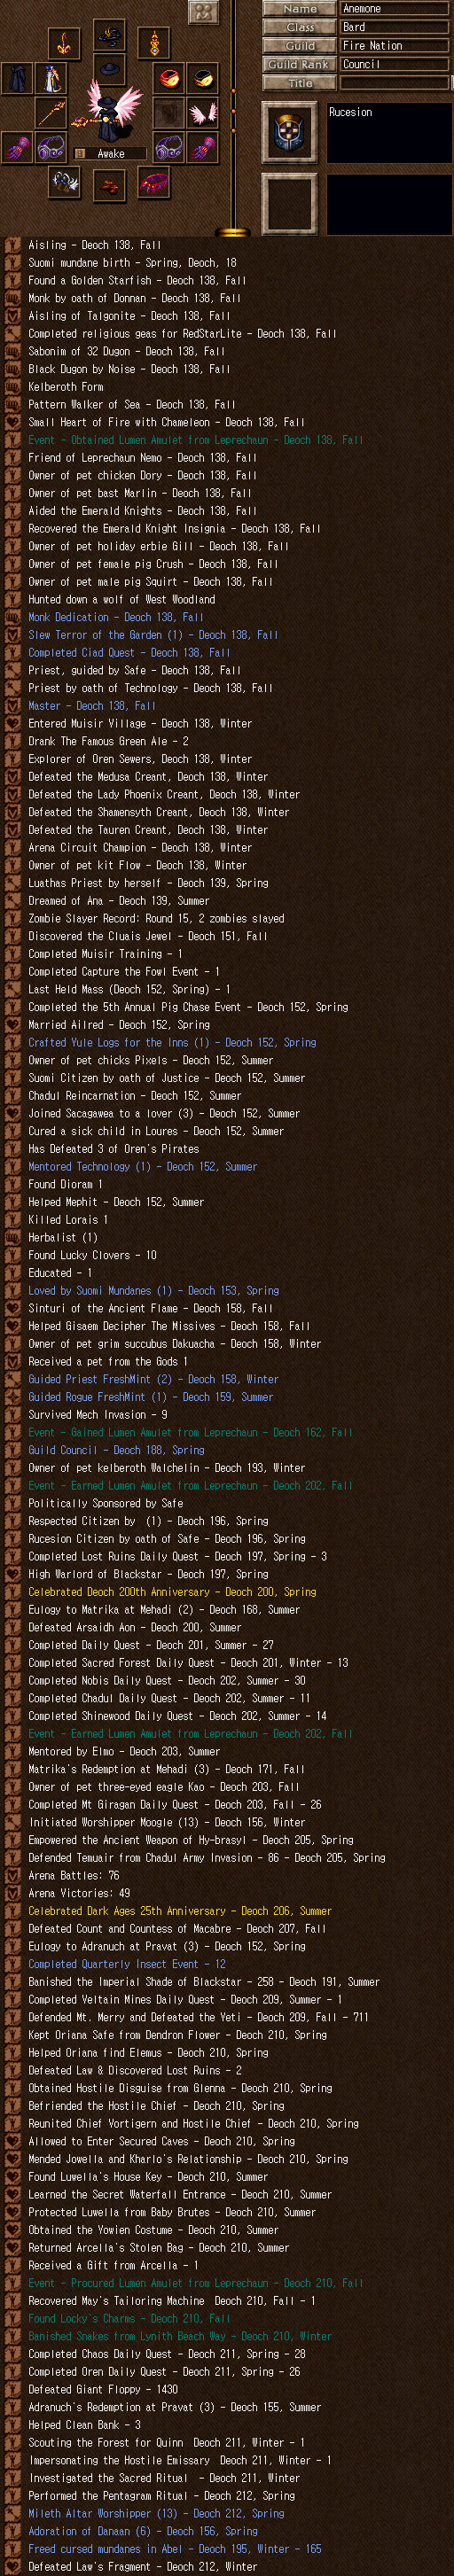 Name Anemone
Class Bard
Guild Fire Nation
Guild Rank Council
Title
Rucesion
Awake
Aisling - Deoch 138, Fall
Suomi mundane birth - Spring, Deoch, 18
Found a Golden Starfish - Deoch 138, Fall
Monk by oath of Donnan - Deoch 138, Fall
Aisling of Talgonite - Deoch 138, Fall
Completed religious geas for RedStarLite - Deoch 138, Fall
Sabonim of 32 Dugon - Deoch 138, Fall
Black Dugon by Noise - Deoch 138, Fall
Kelberoth Form
Pattern Walker of Sea - Deoch 138, Fall
Small Heart of Fire with Chameleon - Deoch 138, Fall
Event - Obtained Lumen Amulet from Leprechaun - Deoch 138, Fall
Friend of Leprechaun Nemo - Deoch 138, Fall
Owner of pet chicken Dory - Deoch 138, Fall
Owner of pet bast Marlin - Deoch 138, Fall
Aided the Emerald Knights - Deoch 138, Fall
Recovered the Emerald Knight Insignia - Deoch 138, Fall
Owner of pet holiday erbie Gill - Deoch 138, Fall
Owner of pet female pig Crush - Deoch 138, Fall
Owner of pet male pig Squirt - Deoch 138, Fall
Hunted down a wolf of West Woodland
Monk Dedication - Deoch 138, Fall
Slew Terror of the Garden (1) - Deoch 138, Fall
Completed Ciad Quest - Deoch 138, Fall
Priest, guided by Safe - Deoch 138, Fall
Priest by oath of Technology - Deoch 138, Fall
Master - Deoch 138, Fall
Entered Muisir Village - Deoch 138, Winter
Drank The Famous Green Ale - 2
Explorer of Oren Sewers, Deoch 138, Winter
Defeated the Medusa Creant, Deoch 138, Winter
Defeated the Lady Phoenix Creant, Deoch 138, Winter
Defeated the Shamensyth Creant, Deoch 138, Winter
Defeated the Tauren Creant, Deoch 138, Winter
Arena Circuit Champion - Deoch 138, Winter
Owner of pet kit Flow - Deoch 138, Winter
Luathas Priest by herself - Deoch 139, Spring
Dreamed of Ana - Deoch 139, Summer
Zombie Slayer Record: Round 15, 2 zombies slayed
Discovered the Cluais Jewel - Deoch 151, Fall
Completed Muisir Training - 1
Completed Capture the Fowl Event - 1
Last Held Mass (Deoch 152, Spring) - 1
Completed the 5th Annual Pig Chase Event - Deoch 152, Spring
Married Ailred - Deoch 152, Spring
Crafted Yule Logs for the Inns (1) - Deoch 152, Spring
Owner of pet chicks Pixels - Deoch 152, Summer
Suomi Citizen by oath of Justice - Deoch 152, Summer
Chadul Reincarnation - Deoch 152, Summer
Joined Sacagawea to a lover (3) - Deoch 152, Summer
Cured a sick child in Loures - Deoch 152, Summer
Has Defeated 3 of Oren's Pirates
Mentored Technology (1) - Deoch 152, Summer
Found Dioram 1
Helped Mephit - Deoch 152, Summer
Killed Lorais 1
Herbalist (1)
Found Lucky Clovers - 10
Educated - 1
Loved by Suomi Mundanes (1) - Deoch 153, Spring
Sinturi of the Ancient Flame - Deoch 158, Fall
Helped Gisaem Decipher The Missives - Deoch 158, Fall
Owner of pet grim succubus Dakuacha - Deoch 158, Winter
Received a pet from the Gods 1
Guided Priest FreshMint (2) - Deoch 158, Winter
Guided Rogue FreshMint (1) - Deoch 159, Summer
Survived Mech Invasion - 9
Event - Gained Lumen Amulet from Leprechaun - Deoch 162, Fall
Guild Council - Deoch 188, Spring
Owner of pet kelberoth Walchelin - Deoch 193, Winter
Event - Earned Lumen Amulet from Leprechaun - Deoch 202, Fall
Politically Sponsored by Safe
Respected Citizen by  (1) - Deoch 196, Spring
Rucesion Citizen by oath of Safe - Deoch 196, Spring
Completed Lost Ruins Daily Quest - Deoch 197, Spring - 3
High Warlord of Blackstar - Deoch 197, Spring
Celebrated Deoch 200th Anniversary - Deoch 200, Spring
Eulogy to Matrika at Mehadi (2) - Deoch 168, Summer
Defeated Arsaidh Aon - Deoch 200, Summer
Completed Daily Quest - Deoch 201, Summer - 27
Completed Sacred Forest Daily Quest - Deoch 201, Winter - 13
Completed Nobis Daily Quest - Deoch 202, Summer - 30
Completed Chadul Daily Quest - Deoch 202, Summer - 11
Completed Shinewood Daily Quest - Deoch 202, Summer - 14
Event - Earned Lumen Amulet from Leprechaun - Deoch 202, Fall
Mentored by Elmo - Deoch 203, Summer
Matrika's Redemption at Mehadi (3) - Deoch 171, Fall
Owner of pet three-eyed eagle Kao - Deoch 203, Fall
Completed Mt Giragan Daily Quest - Deoch 203, Fall - 26
Initiated Worshipper Moogle (13) - Deoch 156, Winter
Empowered the Ancient Weapon of Hy-brasyl - Deoch 205, Spring
Defended Temuair from Chadul Army Invasion - 86 - Deoch 205, Spring
Arena Battles: 76
Arena Victories: 49
Celebrated Dark Ages 25th Anniversary - Deoch 206, Summer
Defeated Count and Countess of Macabre - Deoch 207, Fall
Eulogy to Adranuch at Pravat (3) - Deoch 152, Spring
Completed Quarterly Insect Event - 12
Banished the Imperial Shade of Blackstar - 258 - Deoch 191, Summer
Completed Veltain Mines Daily Quest - Deoch 209, Summer - 1
Defended Mt. Merry and Defeated the Yeti - Deoch 209, Fall - 711
Kept Oriana Safe from Dendron Flower - Deoch 210, Spring
Helped Oriana find Elemus - Deoch 210, Spring
Defeated Law & Discovered Lost Ruins - 2
Obtained Hostile Disguise from Glenna - Deoch 210, Spring
Befriended the Hostile Chief - Deoch 210, Spring
Reunited Chief Vortigern and Hostile Chief - Deoch 210, Spring
Allowed to Enter Secured Caves - Deoch 210, Spring
Mended Jowella and Kharlo's Relationship - Deoch 210, Spring
Found Luwella's House Key - Deoch 210, Summer
Learned the Secret Waterfall Entrance - Deoch 210, Summer
Protected Luwella from Baby Brutes - Deoch 210, Summer
Obtained the Yowien Costume - Deoch 210, Summer
Returned Arcella's Stolen Bag - Deoch 210, Summer
Received a Gift from Arcella - 1
Event - Procured Lumen Amulet from Leprechaun - Deoch 210, Fall
Recovered May's Tailoring Machine  Deoch 210, Fall - 1
Found Locky's Charms - Deoch 210, Fall
Banished Snakes from Lynith Beach Way - Deoch 210, Winter
Completed Chaos Daily Quest - Deoch 211, Spring - 28
Completed Oren Daily Quest - Deoch 211, Spring - 26
Defeated Giant Floppy - 1430
Adranuch's Redemption at Pravat (3) - Deoch 155, Summer
Helped Clean Bank - 3
Scouting the Forest for Quinn  Deoch 211, Winter - 1
Impersonating the Hostile Emissary  Deoch 211, Winter - 1
Investigated the Sacred Ritual  - Deoch 211, Winter
Performed the Pentagram Ritual - Deoch 212, Spring
Mileth Altar Worshipper (13) - Deoch 212, Spring
Adoration of Danaan (6) - Deoch 156, Spring
Freed cursed mundanes in Abel - Deoch 195, Winter - 165
Defeated Law's Fragment - Deoch 212, Winter